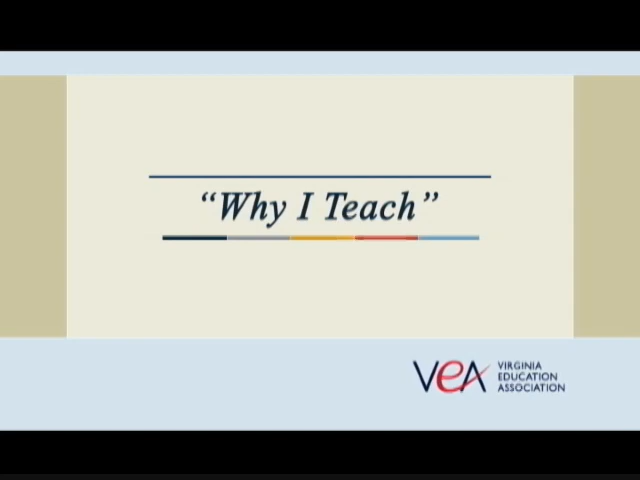 “Why I Teach”
VeA
VIRGINIA
EDUCATION
ASSOCIATION